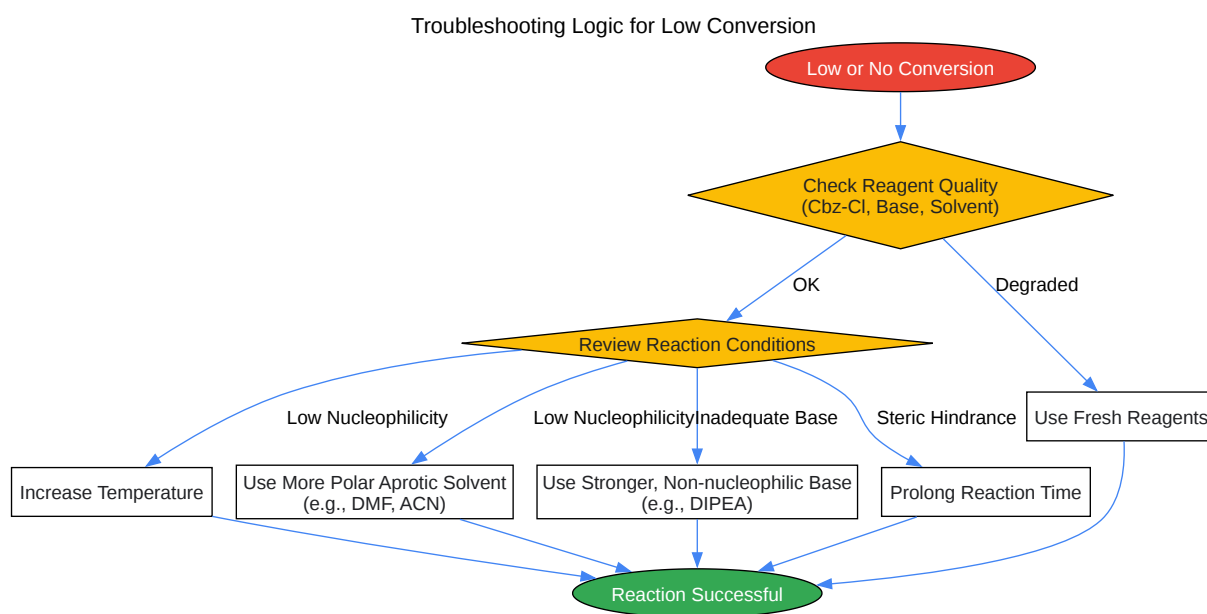 Troubleshooting Logic for Low Conversion
Low or No Conversion
Check Reagent Quality
(Cbz-Cl, Base, Solvent)
OK
Degraded
Review Reaction Conditions
Low Nucleophilicity
Low Nucleophilicity
Inadequate Base
Steric Hindrance
Use Fresh Reagents
Increase Temperature
Use More Polar Aprotic Solvent
(e.g., DMF, ACN)
Use Stronger, Non-nucleophilic Base
(e.g., DIPEA)
Prolong Reaction Time
Reaction Successful